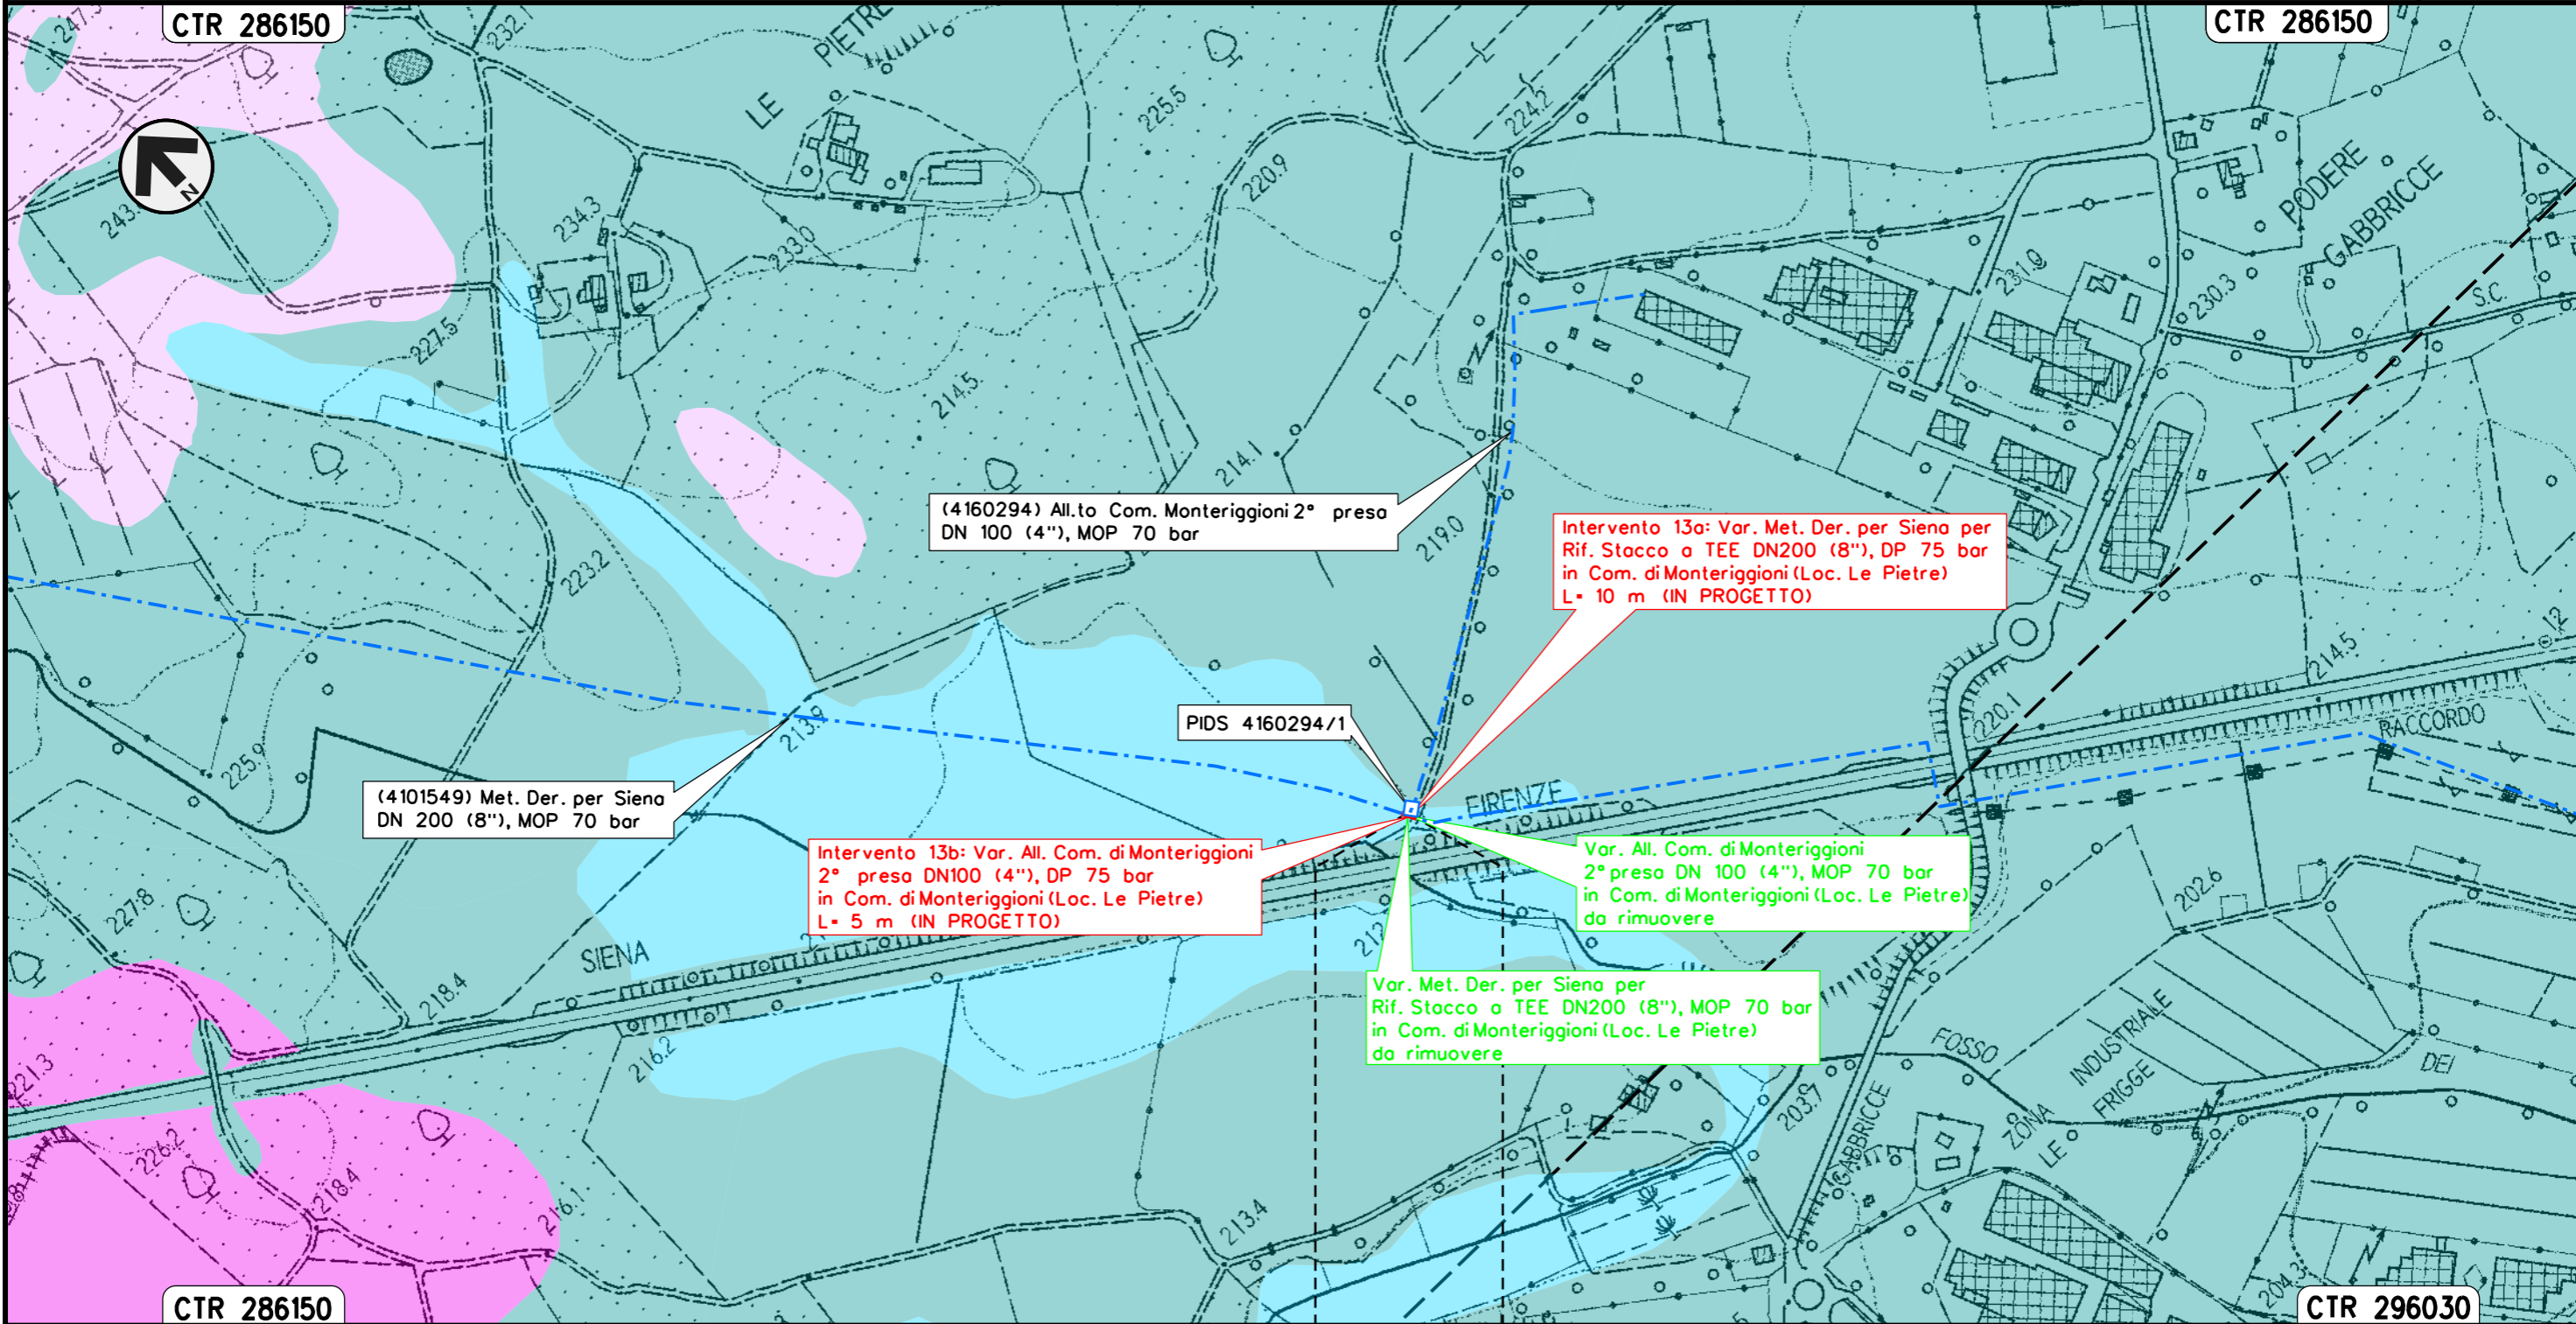 CTR 286150
CTR 286150
247.5
232.1
PIETRE
LE
225.5
224.2
220.9
PODERE
GABBRICCE
N
243.
234.3
233.0
231.0
230.3
S.C.
227.5
214.5
214.1
219.0
(4160294) All.to Com. Monteriggioni 2° presa
DN 100 (4"), MOP 70 bar
Intervento 13a: Var. Met. Der. per Siena per
Rif. Stacco a TEE DN200 (8"), DP 75 bar
in Com. di Monteriggioni (Loc. Le Pietre)
L= 10 m (IN PROGETTO)
223.2
12
214.5
220.1
RACCORDO
PIDS 4160294/1
213.9
225.9
FIRENZE
(4101549) Met. Der. per Siena
DN 200 (8"), MOP 70 bar
Intervento 13b: Var. All. Com. di Monteriggioni
2° presa DN100 (4"), DP 75 bar
in Com. di Monteriggioni (Loc. Le Pietre)
L= 5 m (IN PROGETTO)
Var. All. Com. di Monteriggioni
2° presa DN 100 (4"), MOP 70 bar
in Com. di Monteriggioni (Loc. Le Pietre)
da rimuovere
202.6
227.8
SIENA
212
218.4
Var. Met. Der. per Siena per
Rif. Stacco a TEE DN200 (8"), MOP 70 bar
in Com. di Monteriggioni (Loc. Le Pietre)
da rimuovere
216.2
221.3
FOSSO
DEI
INDUSTRIALE
FRIGGE
ZONA
LE
GABBRICCE
203.7
226.2
218.4
216.1
213.4
204.3
CTR 286150
CTR 296030